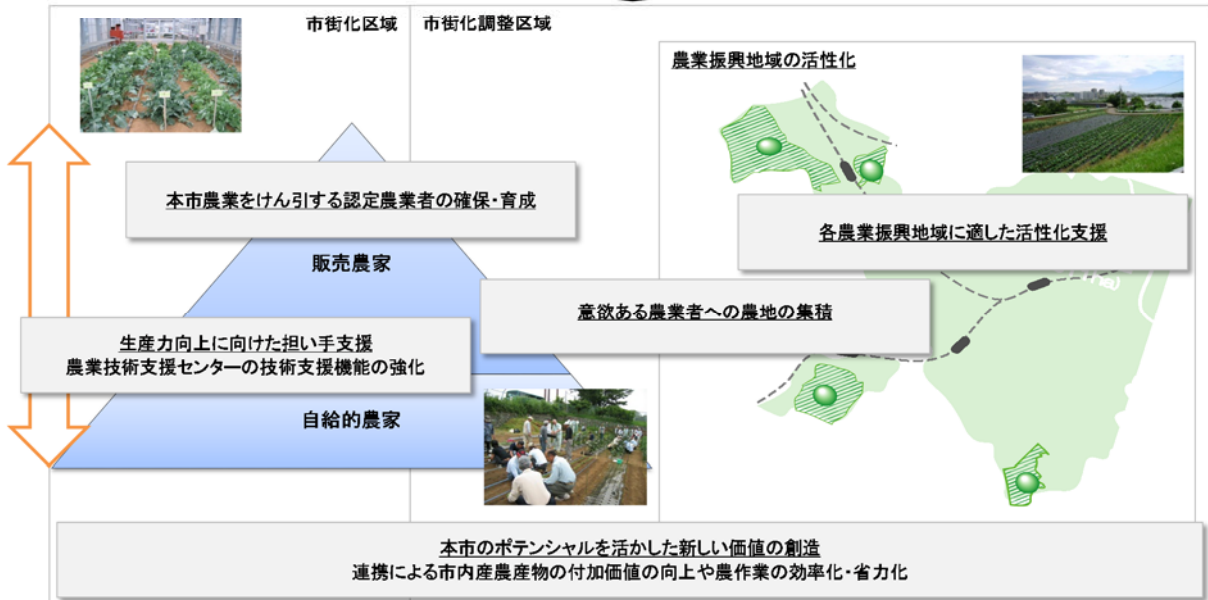 市街化区域
市街化調整区域
農業振興地域の活性化
本市農業をけん引する認定農業者の確保・育成
各農業振興地域に適した活性化支援
販売農家
意欲ある農業者への農地の集積
生産力向上に向けた担い手支援
農業技術支援センターの技術支援機能の強化
自給的農家
本市のポテンシャルを活かした新しい価値の創造
連携による市内産農産物の付加価値の向上や農作業の効率化・省力化